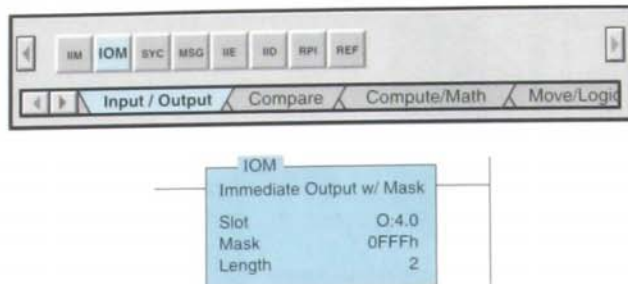 IIM IOM SYC MSG IIE IID RPI REF
Input / Output Compare Compute/Math Move/Logic
IOM
Immediate Output w/ Mask
Slot O:4.0
Mask 0FFFh
Length 2